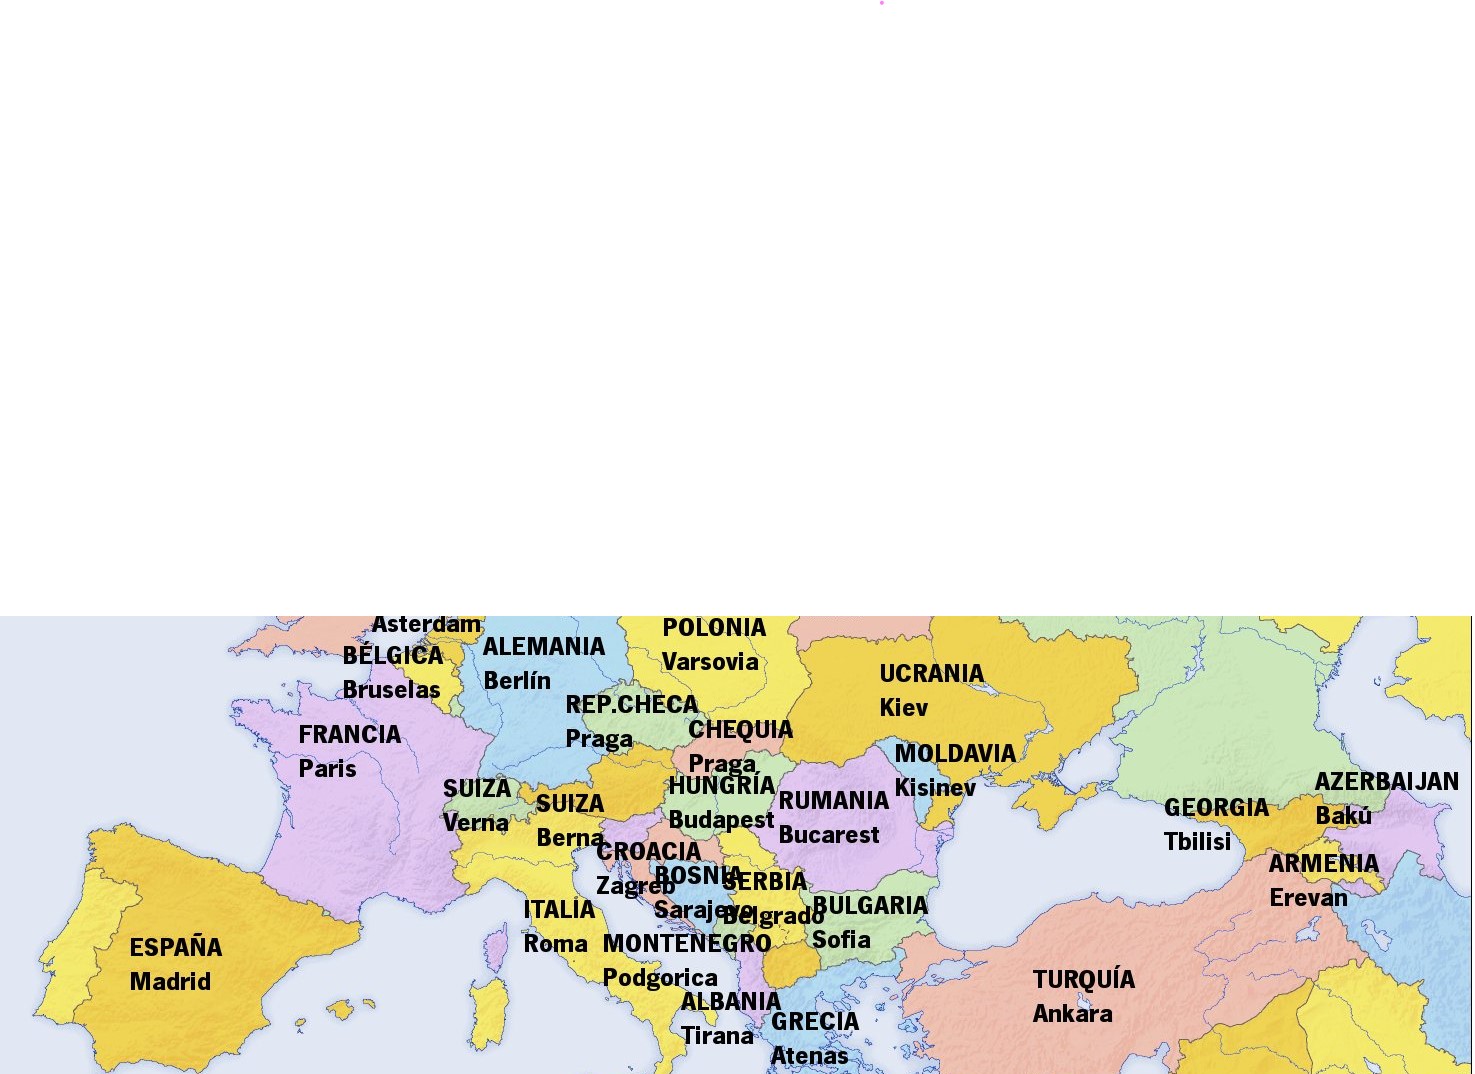 Asterdam
BÉLGICA
Bruselas
ALEMANIA
Berlín
POLONIA
Varsovia
UCRANIA
Kiev
REP.CHECA
Praga
CHEQUIA
Praga
FRANCIA
Paris
MOLDAVIA
Kisinev
SUIZA
Verna
SUIZA
Berna
HUNGRÍA
Budapest
RUMANIA
Bucarest
AZERBAIJAN
Bakú
GEORGIA
Tbilisi
CROACIA
Zagreb
BOSNIA
Sarajevo
SERBIA
Belgrado
BULGARIA
Sofia
ARMENIA
Erevan
ITALÍA
Roma
MONTENEGRO
Podgorica
ESPAÑA
Madrid
ALBANIA
Tirana
GRECIA
Atenas
TURQUÍA
Ankara